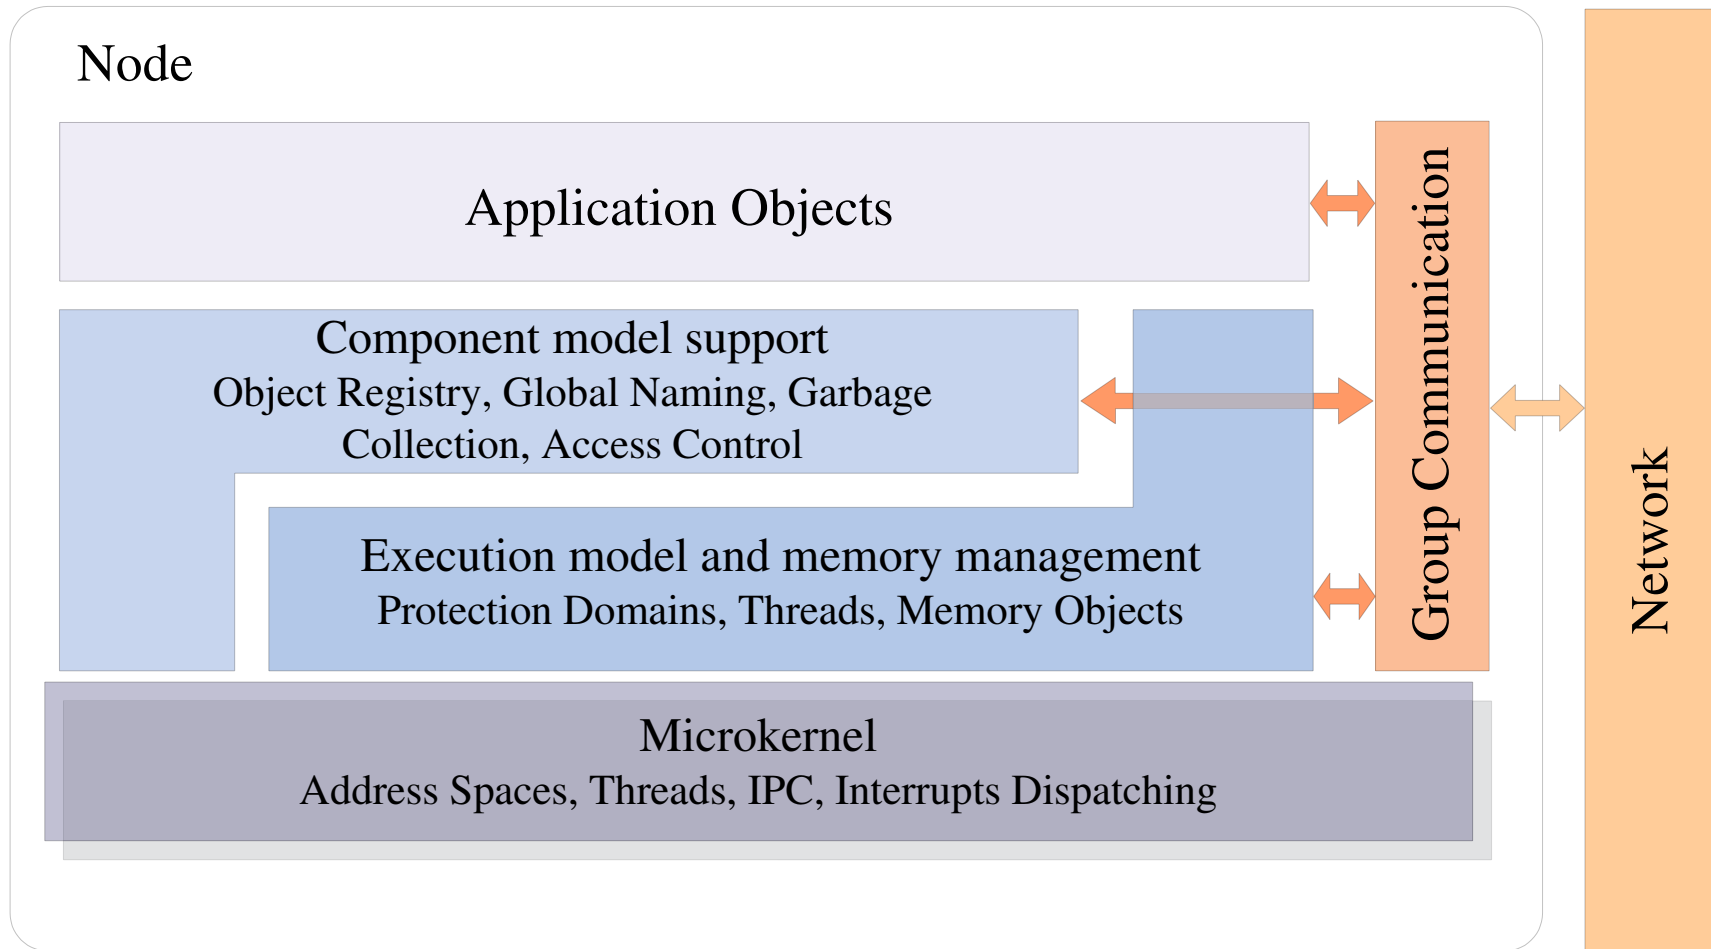 Node
Application Objects
Component model support
Object Registry, Global Naming, Garbage
Collection, Access Control
Execution model and memory management
Protection Domains, Threads, Memory Objects
Microkernel
Address Spaces, Threads, IPC, Interrupts Dispatching
Group Communication
Network